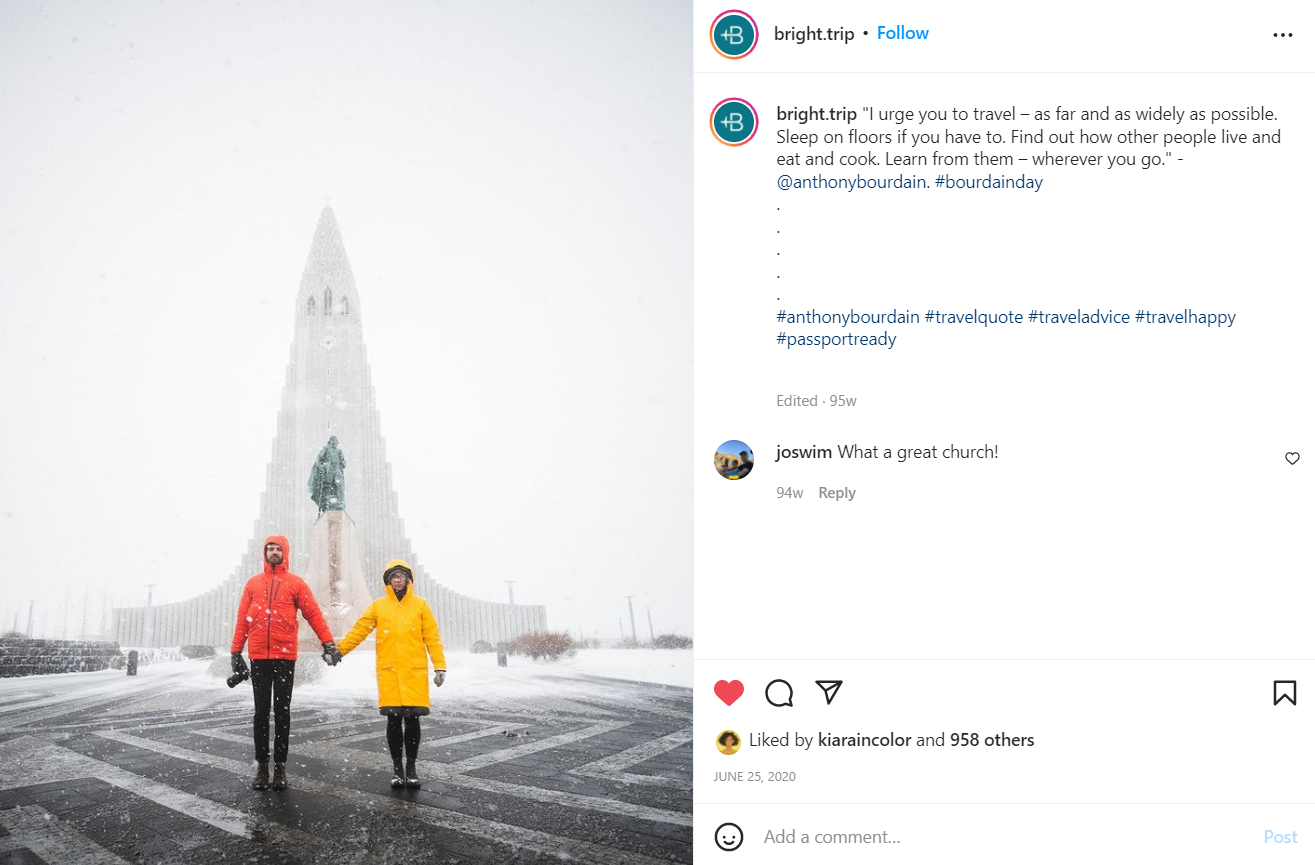 bright.trip • Follow
bright.trip "I urge you to travel – as far and as widely as possible.
Sleep on floors if you have to. Find out how other people live and
eat and cook. Learn from them – wherever you go." -
@anthonybourdain. #bourdainday
.
.
.
.
.
#anthonybourdain #travelquote #traveladvice #travelhappy
#passportready
Edited · 95w
joswim What a great church!
94w Reply
Liked by kiaraincolor and 958 others
JUNE 25, 2020
Add a comment...
Post